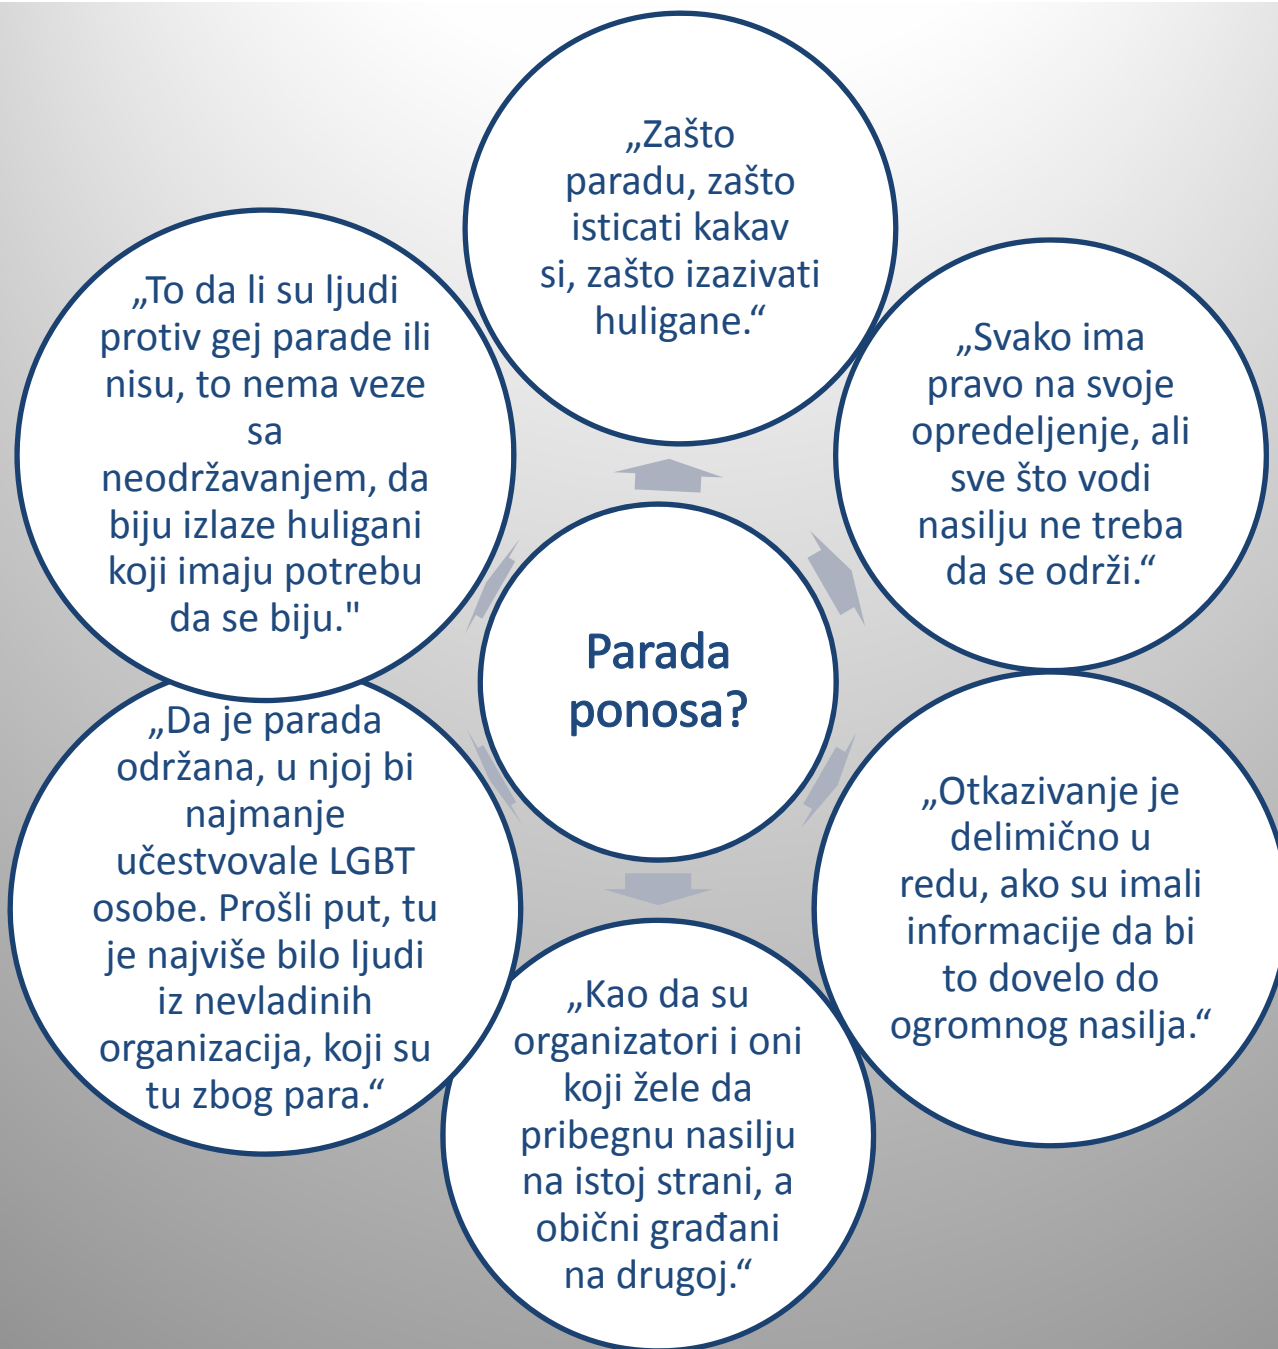 „Zašto
paradu, zašto
isticati kakav
si, zašto izazivati
huligane.“
„Svako ima
pravo na svoje
opredeljenje, ali
sve što vodi
nasilju ne treba
da se održi.“
„Otkazivanje je
delimično u
redu, ako su imali
informacije da bi
to dovelo do
ogromnog nasilja.“
„Kao da su
organizatori i oni
koji žele da
pribegnu nasilju
na istoj strani, a
obični građani
na drugoj.“
„Da je parada
održana, u njoj bi
najmanje
učestvovale LGBT
osobe. Prošli put, tu
je najviše bilo ljudi
iz nevladinih
organizacija, koji su
tu zbog para.“
„To da li su ljudi
protiv gej parade ili
nisu, to nema veze
sa
neodržavanjem, da
biju izlaze huligani
koji imaju potrebu
da se biju."
Parada
ponosa?